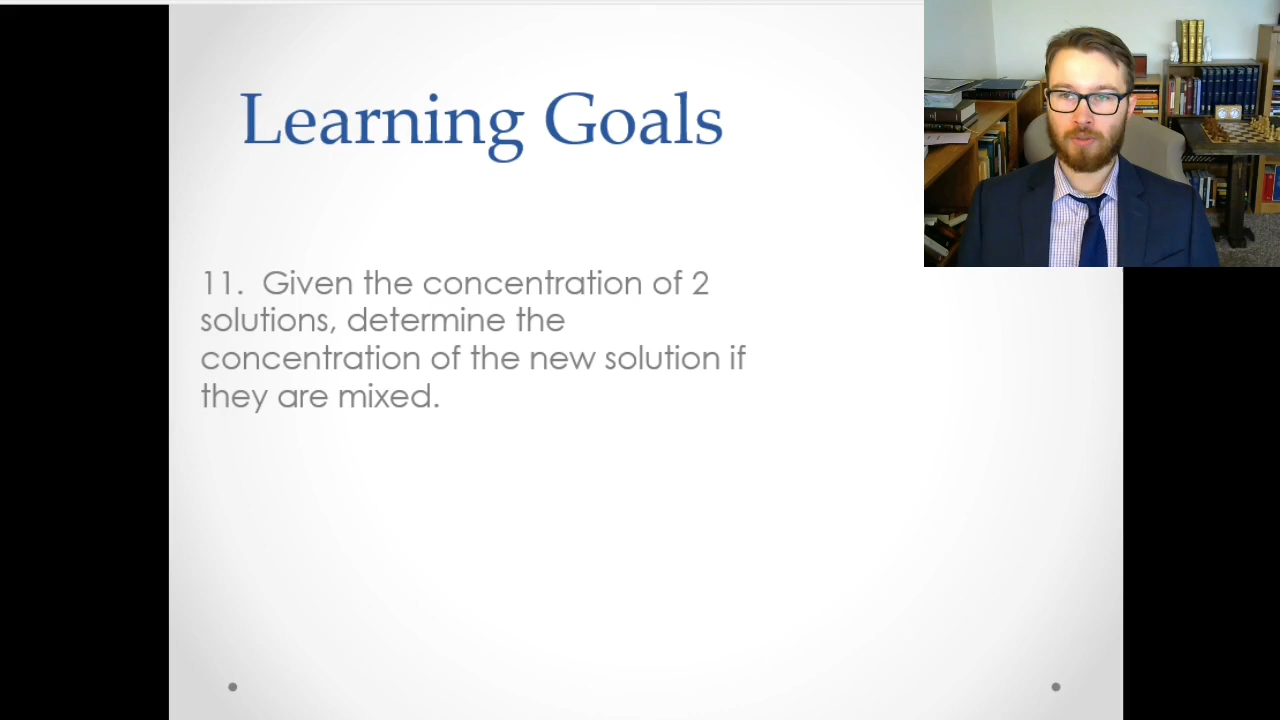 Learning Goals
11. Given the concentration of 2
solutions, determine the
concentration of the new solution if
they are mixed.